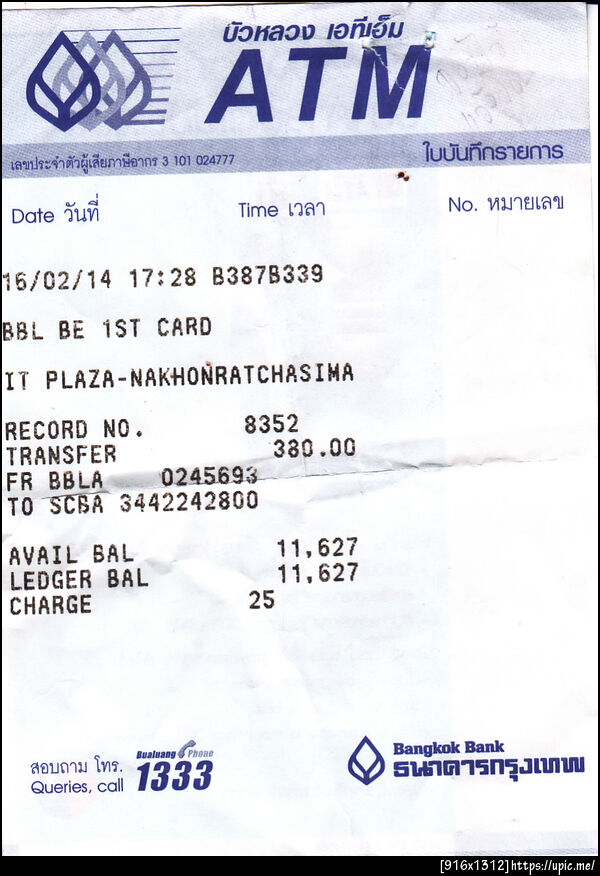 บัวหลวง เอทีเอ็ม
ATM
เลขประจำตัวผู้เสียภาษีอากร 3 101 024777
ใบบันทึกรายการ
Date วันที่ Time เวลา No. หมายเลข
16/02/14 17:28 B387B339
BBL BE 1ST CARD
IT PLAZA-NAKHONRATCHASIMA
RECORD NO. 8352
TRANSFER 380.00
FR BBLA 0245693
TO SCBA 3442242800
AVAIL BAL 11,627
LEDGER BAL 11,627
CHARGE 25
สอบถาม โทร.
Queries, call
Bualuang Phone
1333
Bangkok Bank
ธนาคารกรุงเทพ
[916x1312]https://upic.me/